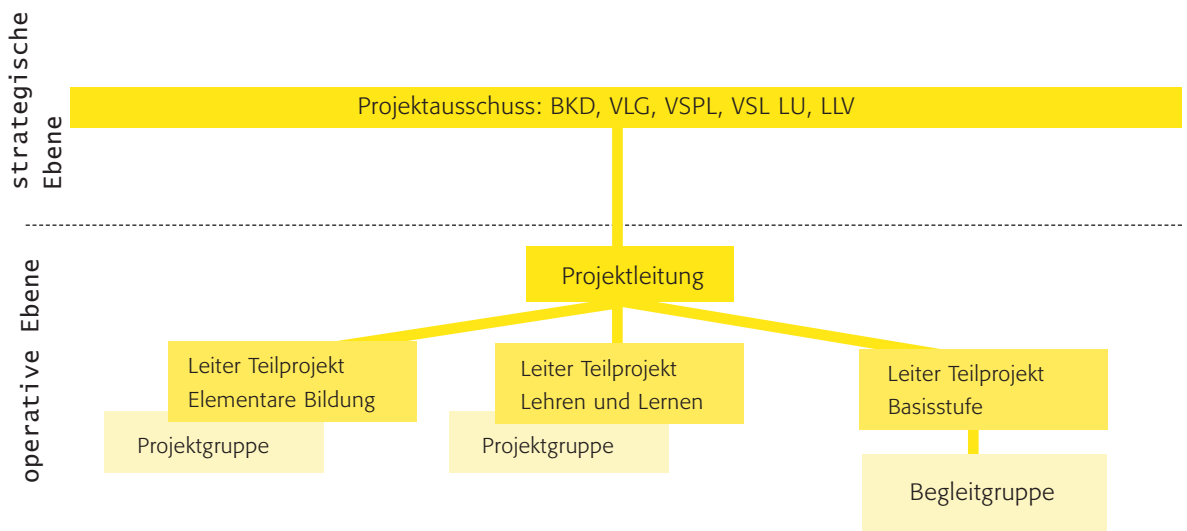 strategische
Ebene
Projektausschuss: BKD, VLG, VSPL, VSL LU, LLV
operative Ebene
Projektleitung
Leiter Teilprojekt
Elementare Bildung
Projektgruppe
Leiter Teilprojekt
Lehren und Lernen
Projektgruppe
Leiter Teilprojekt
Basisstufe
Begleitgruppe